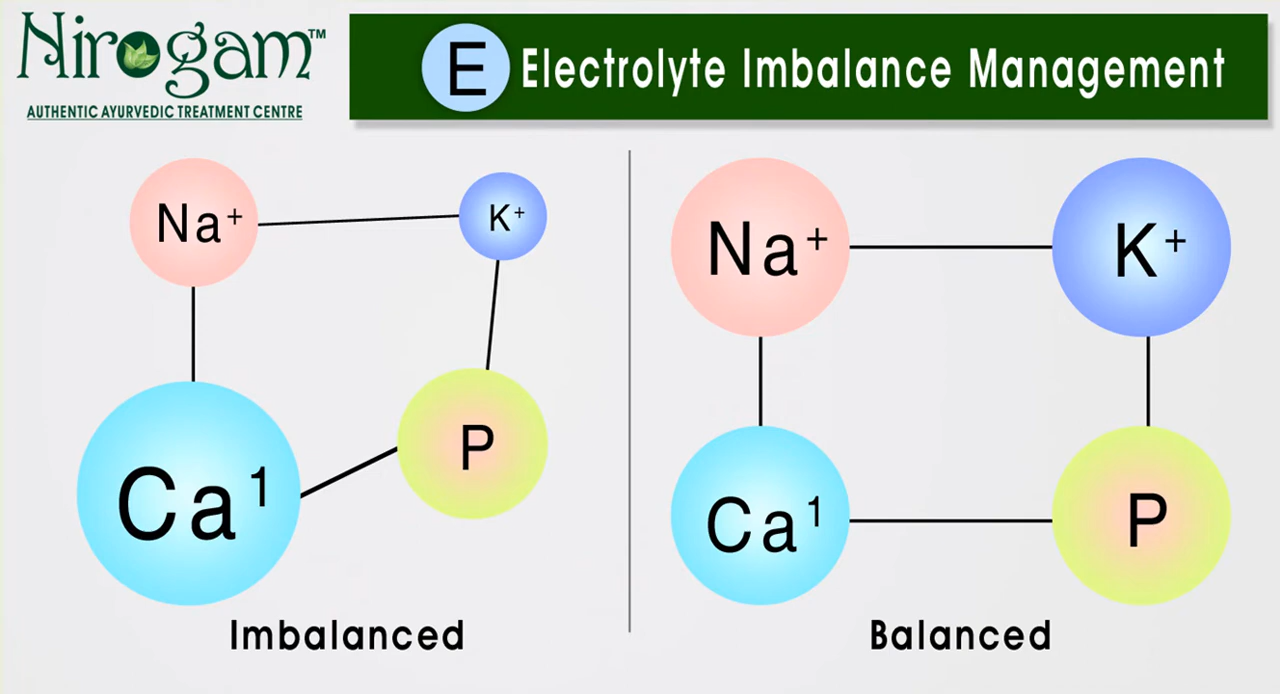 Nirogam™
AUTHENTIC AYURVEDIC TREATMENT CENTRE
E Electrolyte Imbalance Management
Na⁺
K⁺
Ca¹
P
Imbalanced
Na⁺
K⁺
Ca¹
P
Balanced